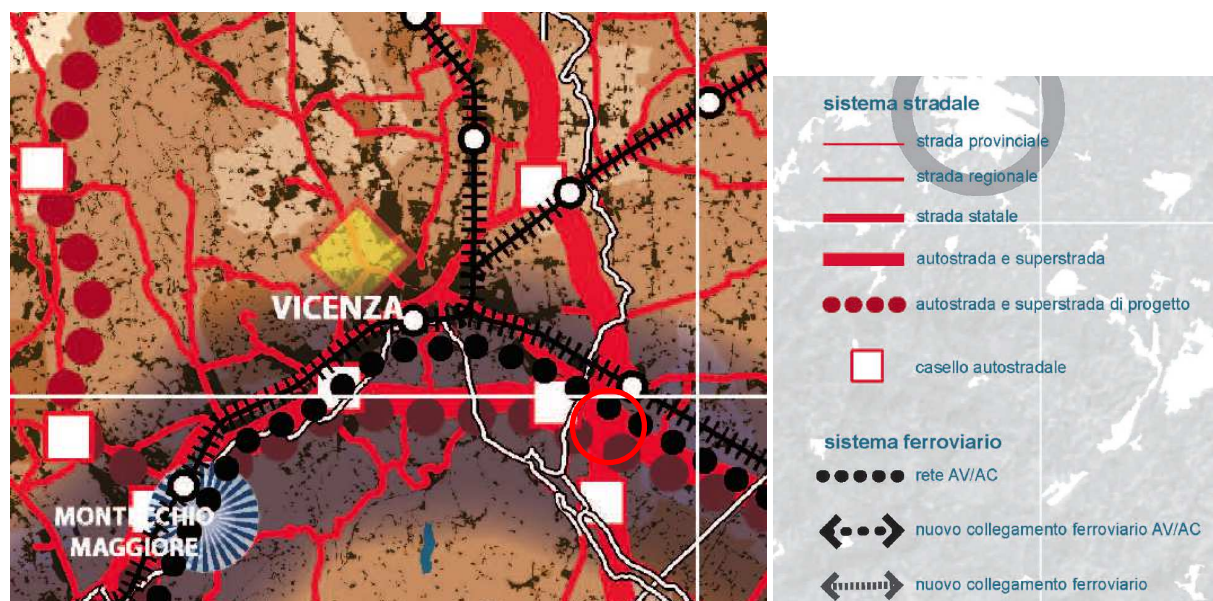 VICENZA
MONTECCHIO
MAGGIORE
sistema stradale
strada provinciale
strada regionale
strada statale
autostrada e superstrada
autostrada e superstrada di progetto
casello autostradale
sistema ferroviario
rete AV/AC
nuovo collegamento ferroviario AV/AC
nuovo collegamento ferroviario